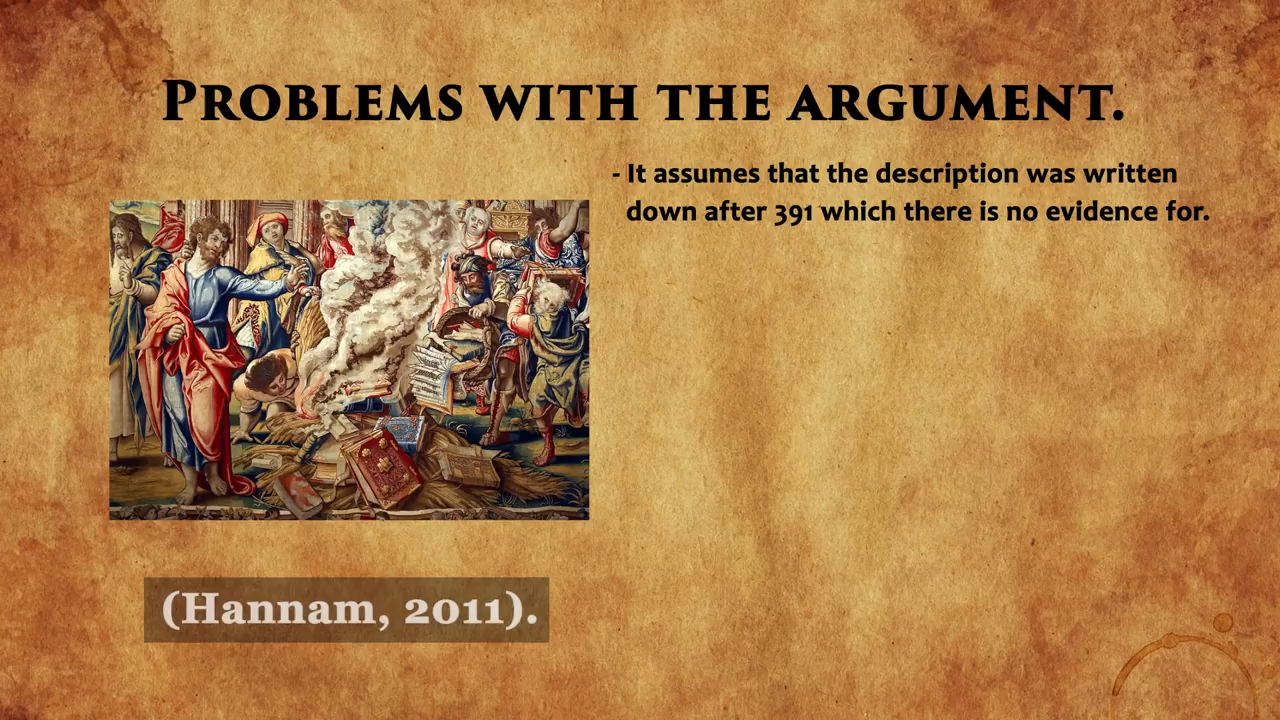 PROBLEMS WITH THE ARGUMENT.
- It assumes that the description was written
down after 391 which there is no evidence for.
(Hannam, 2011).